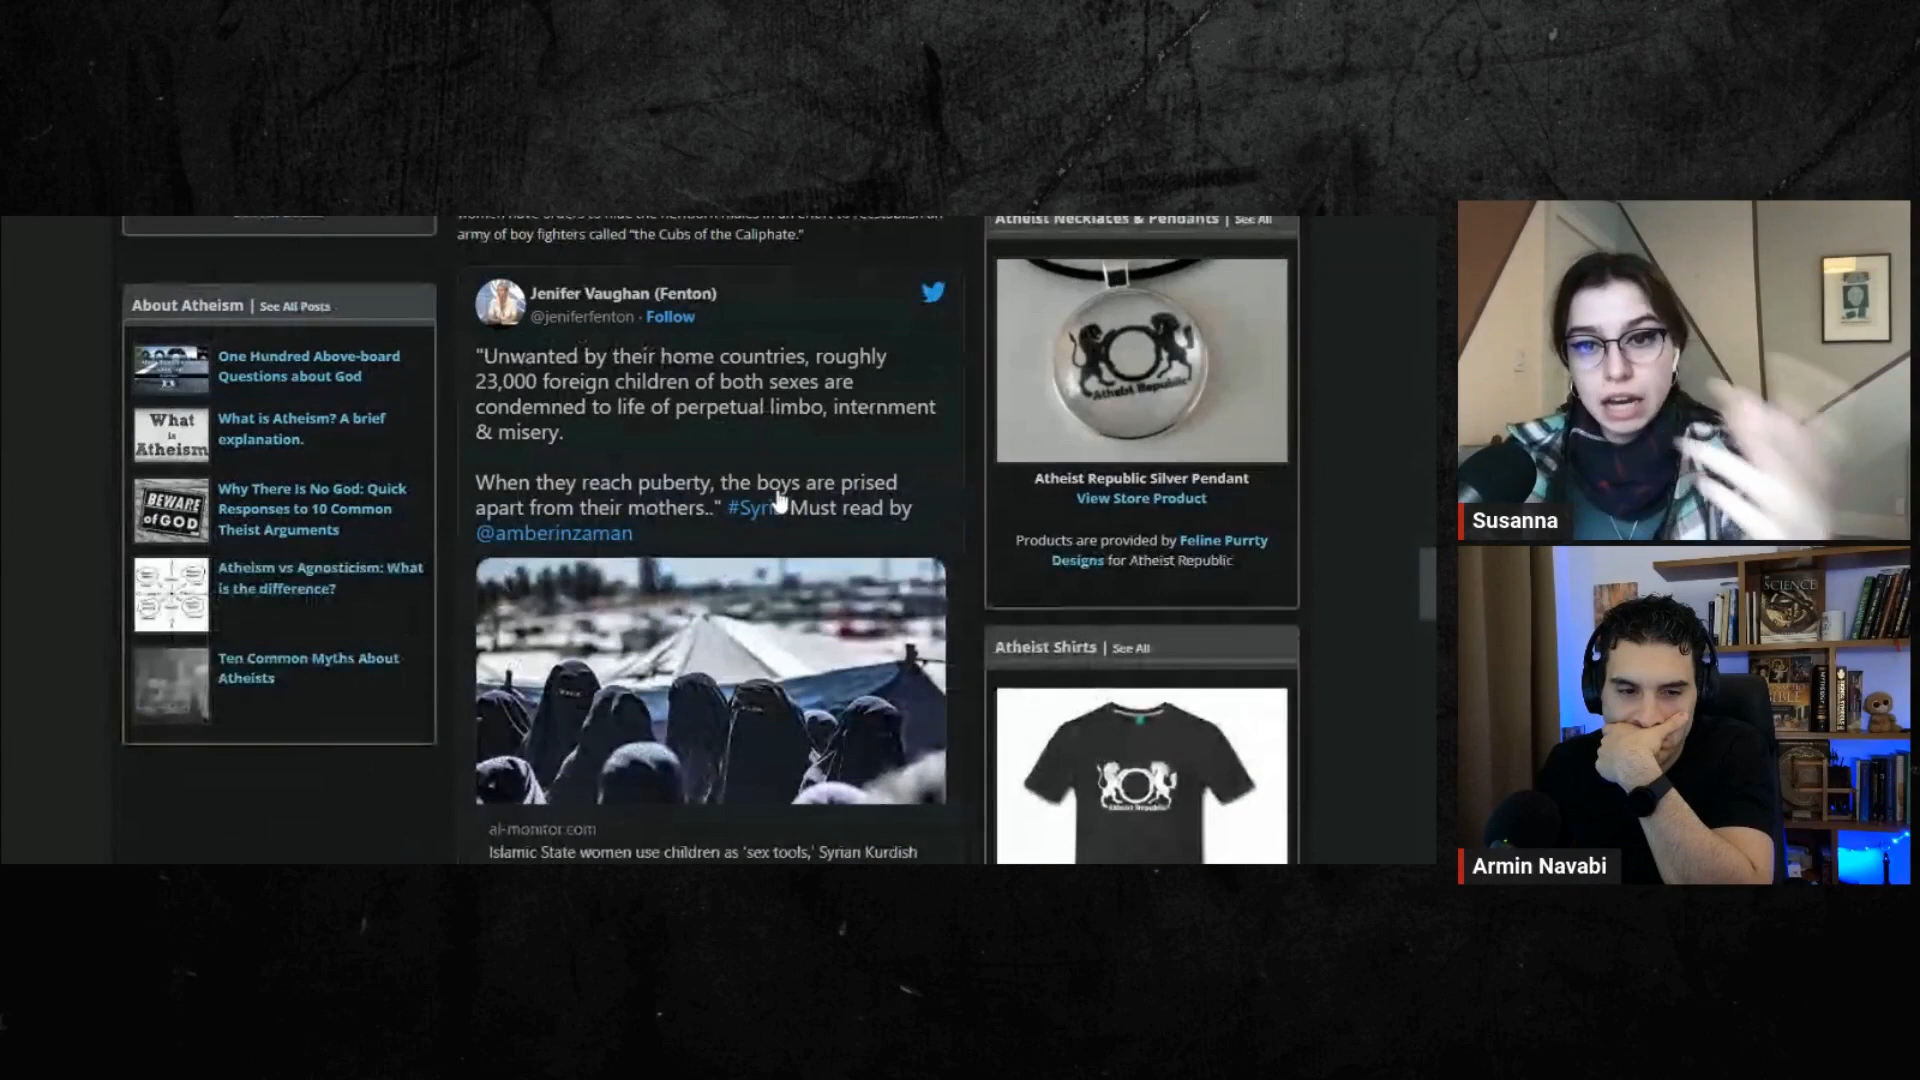 army of boy fighters called “the Cubs of the Caliphate.”
About Atheism | See All Posts
One Hundred Above-board
Questions about God
What
is
Atheism
What is Atheism? A brief
explanation.
BEWARE
of GOD
Why There Is No God: Quick
Responses to 10 Common
Theist Arguments
Atheism vs Agnosticism: What
is the difference?
Ten Common Myths About
Atheists
Jenifer Vaughan (Fenton)
@jeniferfenton · Follow
"Unwanted by their home countries, roughly
23,000 foreign children of both sexes are
condemned to life of perpetual limbo, internment
& misery.
When they reach puberty, the boys are prised
apart from their mothers.." #Syri Must read by
@amberinzaman
al-monitor.com
Islamic State women use children as 'sex tools,' Syrian Kurdish
Atheist Necklaces & Pendants | See All
Atheist Republic
Atheist Republic Silver Pendant
View Store Product
Products are provided by Feline Purrty
Designs for Atheist Republic
Atheist Shirts | See All
Atheist Republic
Susanna
SCIENCE
BIBLE
Armin Navabi